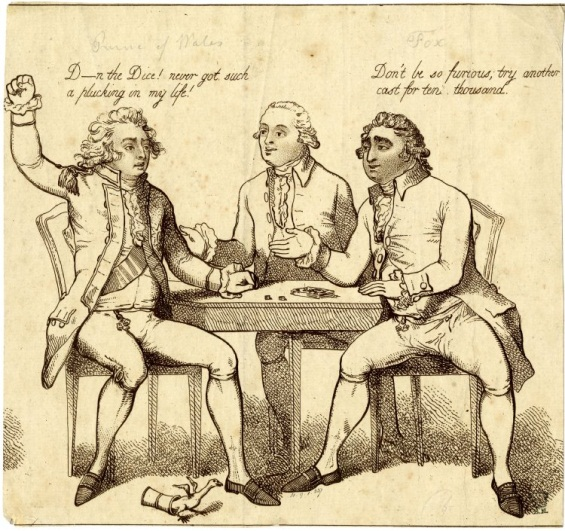 Prince of Wales
Fox
D—n the Dice! never got such
a plucking in my life!
Don't be so furious, try another
cast for ten thousand.